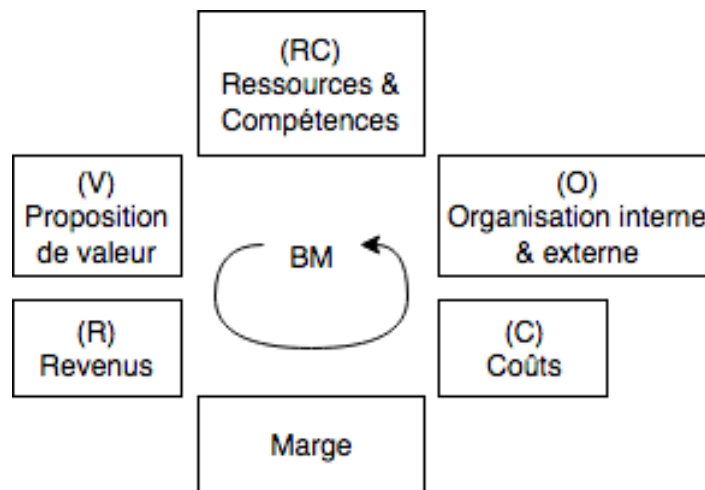 (RC)
Ressources &
Compétences
(V)
Proposition
de valeur
(O)
Organisation interne
& externe
BM
(R)
Revenus
(C)
Coûts
Marge